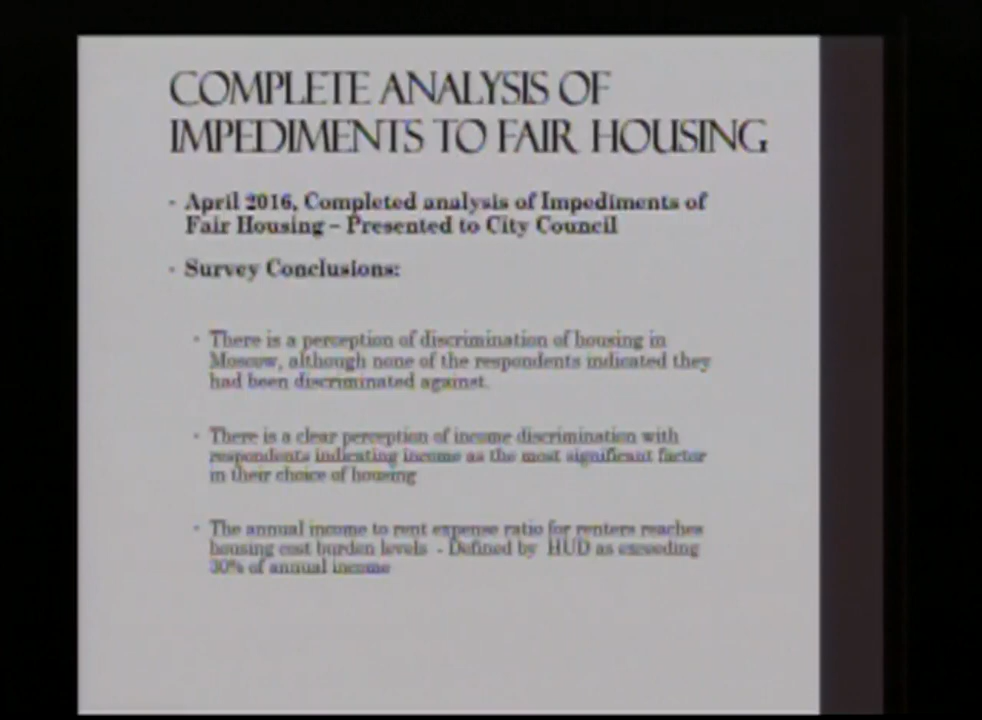 COMPLETE ANALYSIS OF
IMPEDIMENTS TO FAIR HOUSING
- April 2016, Completed analysis of Impediments of
Fair Housing – Presented to City Council
- Survey Conclusions:
- There is a perception of discrimination of housing in
Moscow, although none of the respondents indicated they
had been discriminated against.
- There is a clear perception of income discrimination with
respondents indicating income as the most significant factor
in their choice of housing
- The annual income to rent expense ratio for renters reaches
housing cost burden levels - Defined by HUD as exceeding
30% of annual income